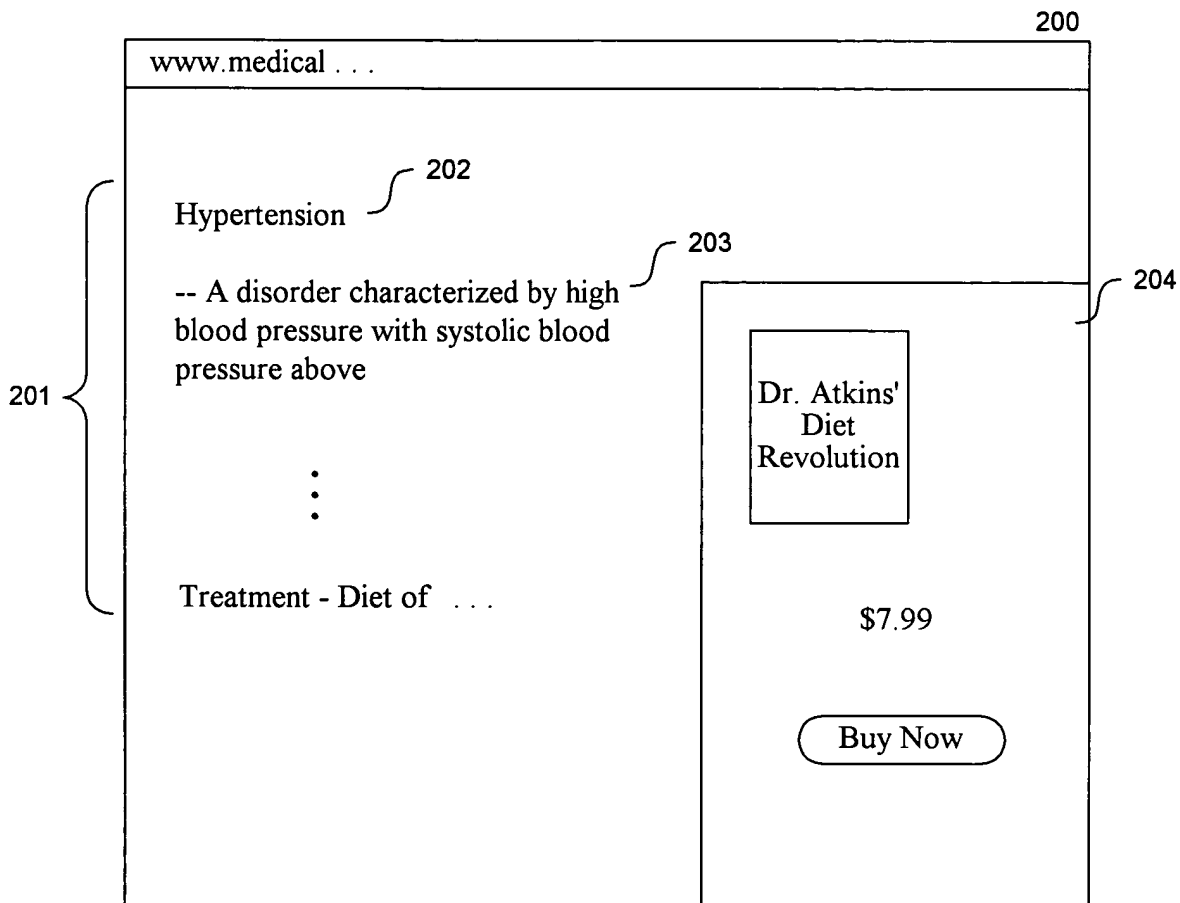 200
www.medical . . .
202
Hypertension
203
-- A disorder characterized by high
blood pressure with systolic blood
pressure above
201
Treatment - Diet of . . .
204
Dr. Atkins'
Diet
Revolution
$7.99
Buy Now